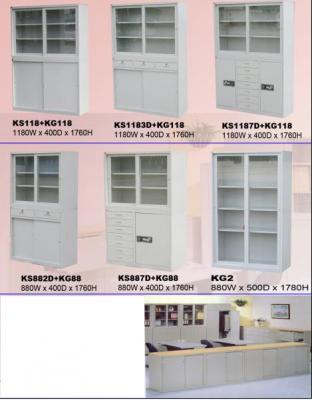 KS118+KG118
1180W x 400D x 1760H
KS1183D+KG118
1180W x 400D x 1760H
KS1187D+KG118
1180W x 400D x 1760H
KS882D+KG88
880W x 400D x 1760H
KS887D+KG88
880W x 400D x 1760H
KG2
880W x 500D x 1780H